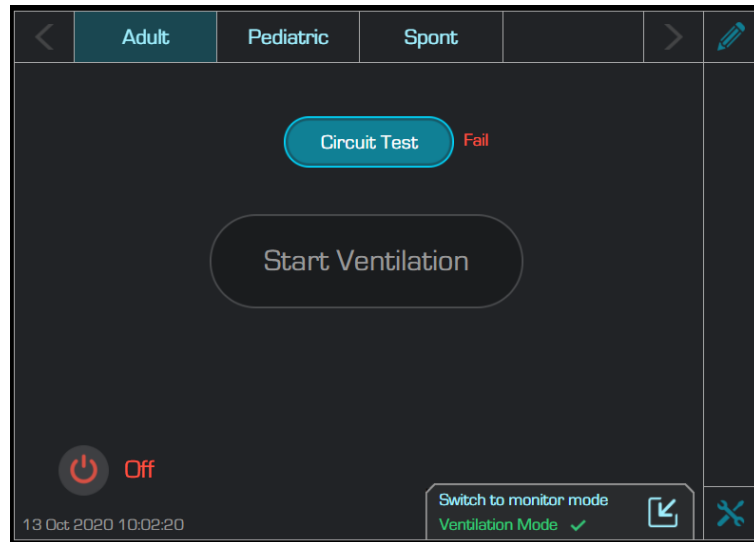 Adult Pediatric Spont
Circuit Test Fail
Start Ventilation
Off
Switch to monitor mode
Ventilation Mode
13 Oct 2020 10:02:20